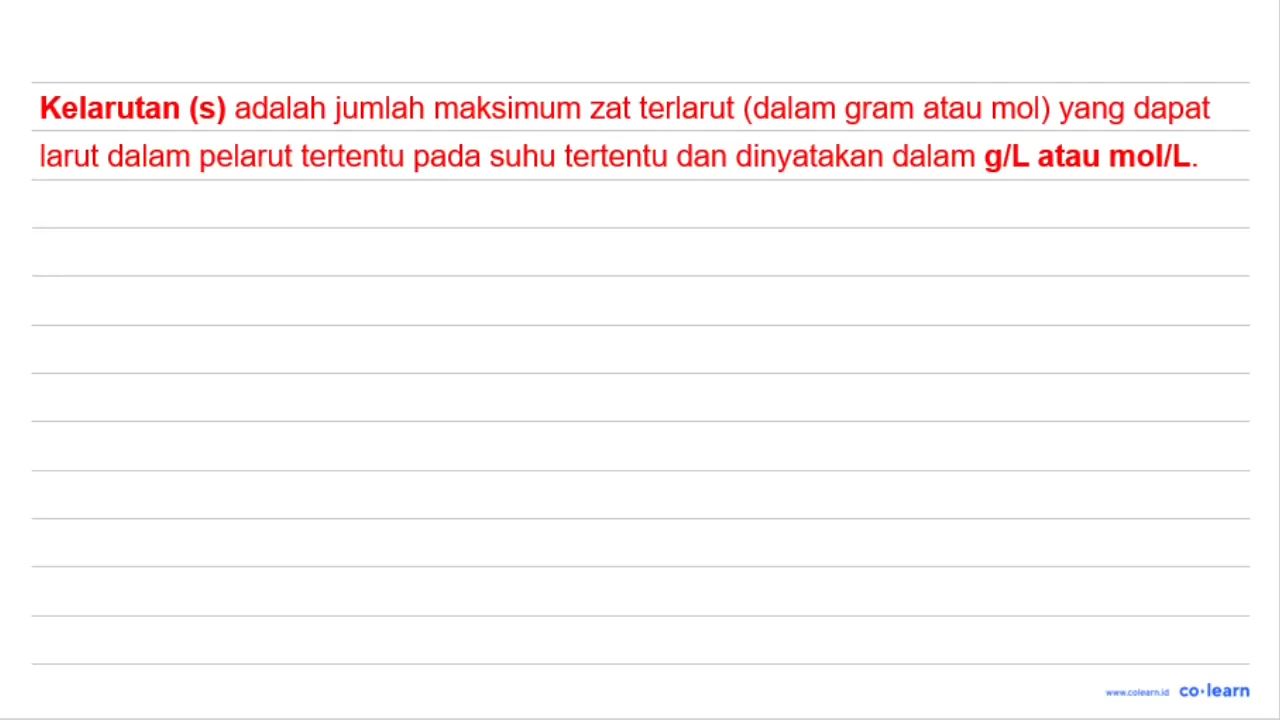 Kelarutan (s) adalah jumlah maksimum zat terlarut (dalam gram atau mol) yang dapat
larut dalam pelarut tertentu pada suhu tertentu dan dinyatakan dalam g/L atau mol/L.
www.colearn.id co·learn